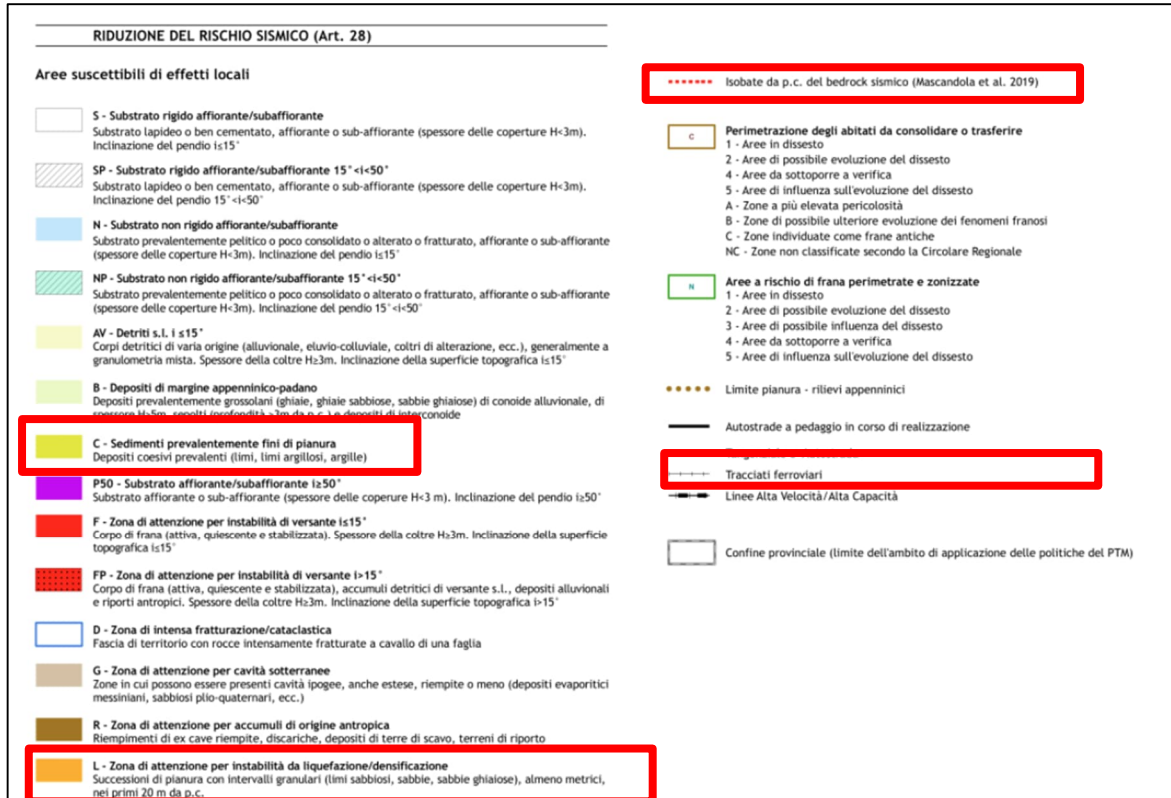 RIDUZIONE DEL RISCHIO SISMICO (Art. 28)
Aree suscettibili di effetti locali
S - Substrato rigido affiorante/subaffiorante
Substrato lapideo o ben cementato, affiorante o sub-affiorante (spessore delle coperture H<3m).
Inclinazione del pendio i≤15°
SP - Substrato rigido affiorante/subaffiorante 15°<i<50°
Substrato lapideo o ben cementato, affiorante o sub-affiorante (spessore delle coperture H<3m).
Inclinazione del pendio 15°<i<50°
N - Substrato non rigido affiorante/subaffiorante
Substrato prevalentemente pelitico o poco consolidato o alterato o fratturato, affiorante o sub-affiorante
(spessore delle coperture H<3m). Inclinazione del pendio i≤15°
NP - Substrato non rigido affiorante/subaffiorante 15°<i<50°
Substrato prevalentemente pelitico o poco consolidato o alterato o fratturato, affiorante o sub-affiorante
(spessore delle coperture H<3m). Inclinazione del pendio 15°<i<50°
AV - Detriti s.l. i ≤15°
Corpi detritici di varia origine (alluvionale, eluvio-colluviale, coltri di alterazione, ecc.), generalmente a
granulometria mista. Spessore della coltre H≥3m. Inclinazione della superficie topografica i≤15°
B - Depositi di margine appenninico-padano
Depositi prevalentemente grossolani (ghiaie, ghiaie sabbiose, sabbie ghiaiose) di conoide alluvionale, di
spessore H>5m, sepolti (profondità >3m da p.c.) e depositi di interconoide
C - Sedimenti prevalentemente fini di pianura
Depositi coesivi prevalenti (limi, limi argillosi, argille)
P50 - Substrato affiorante/subaffiorante i≥50°
Substrato affiorante o sub-affiorante (spessore delle coperure H<3 m). Inclinazione del pendio i≥50°
F - Zona di attenzione per instabilità di versante i≤15°
Corpo di frana (attiva, quiescente e stabilizzata). Spessore della coltre H≥3m. Inclinazione della superficie
topografica i≤15°
FP - Zona di attenzione per instabilità di versante i>15°
Corpo di frana (attiva, quiescente e stabilizzata), accumuli detritici di versante s.l., depositi alluvionali
e riporti antropici. Spessore della coltre H≥3m. Inclinazione della superficie topografica i>15°
D - Zona di intensa fratturazione/cataclastica
Fascia di territorio con rocce intensamente fratturate a cavallo di una faglia
G - Zona di attenzione per cavità sotterranee
Zone in cui possono essere presenti cavità ipogee, anche estese, riempite o meno (depositi evaporitici
messiniani, sabbiosi plio-quaternari, ecc.)
R - Zona di attenzione per accumuli di origine antropica
Riempimenti di ex cave riempite, discariche, depositi di terre di scavo, terreni di riporto
L - Zona di attenzione per instabilità da liquefazione/densificazione
Successioni di pianura con intervalli granulari (limi sabbiosi, sabbie, sabbie ghiaiose), almeno metrici,
nei primi 20 m da p.c.
Isobate da p.c. del bedrock sismico (Mascandola et al. 2019)
C
Perimetrazione degli abitati da consolidare o trasferire
1 - Aree in dissesto
2 - Aree di possibile evoluzione del dissesto
4 - Aree da sottoporre a verifica
5 - Aree di influenza sull'evoluzione del dissesto
A - Zone a più elevata pericolosità
B - Zone di possibile ulteriore evoluzione dei fenomeni franosi
C - Zone individuate come frane antiche
NC - Zone non classificate secondo la Circolare Regionale
N
Aree a rischio di frana perimetrate e zonizzate
1 - Aree in dissesto
2 - Aree di possibile evoluzione del dissesto
3 - Aree di possibile influenza del dissesto
4 - Aree da sottoporre a verifica
5 - Aree di influenza sull'evoluzione del dissesto
Limite pianura - rilievi appenninici
Autostrade a pedaggio in corso di realizzazione
Tracciati ferroviari
Linee Alta Velocità/Alta Capacità
Confine provinciale (limite dell'ambito di applicazione delle politiche del PTM)